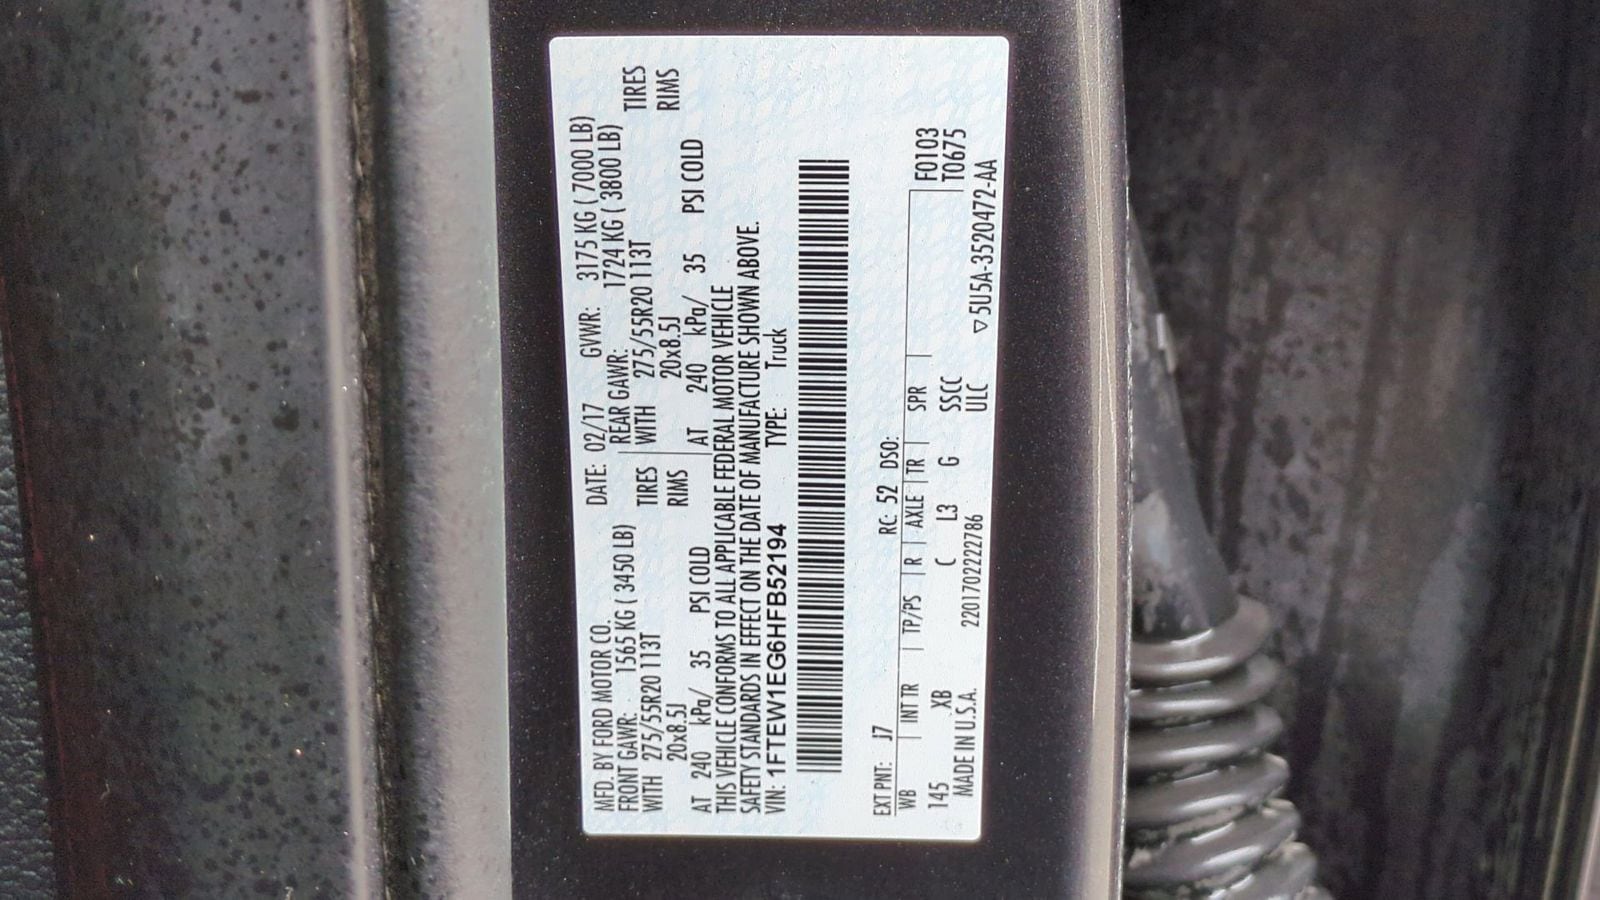 MFD. BY FORD MOTOR CO.
DATE: 02/17 GVWR: 3175 KG ( 7000 LB)
FRONT GAWR: 1565 KG ( 3450 LB) REAR GAWR: 1724 KG ( 3800 LB)
WITH 275/55R20 113T TIRES WITH 275/55R20 113T TIRES
20x8.5J RIMS 20x8.5J RIMS
AT 240 kPa/ 35 PSI COLD AT 240 kPa/ 35 PSI COLD
THIS VEHICLE CONFORMS TO ALL APPLICABLE FEDERAL MOTOR VEHICLE
SAFETY STANDARDS IN EFFECT ON THE DATE OF MANUFACTURE SHOWN ABOVE.
VIN: 1FTEW1EG6HFB52194 TYPE: Truck
EXT PNT: J7 RC: 52 DSO:
WB INT TR TP/PS R AXLE TR SPR F0103
145 XB C L3 G SSCC T0675
MADE IN U.S.A. 2201702222786 ULC ▽5U5A-3520472-AA